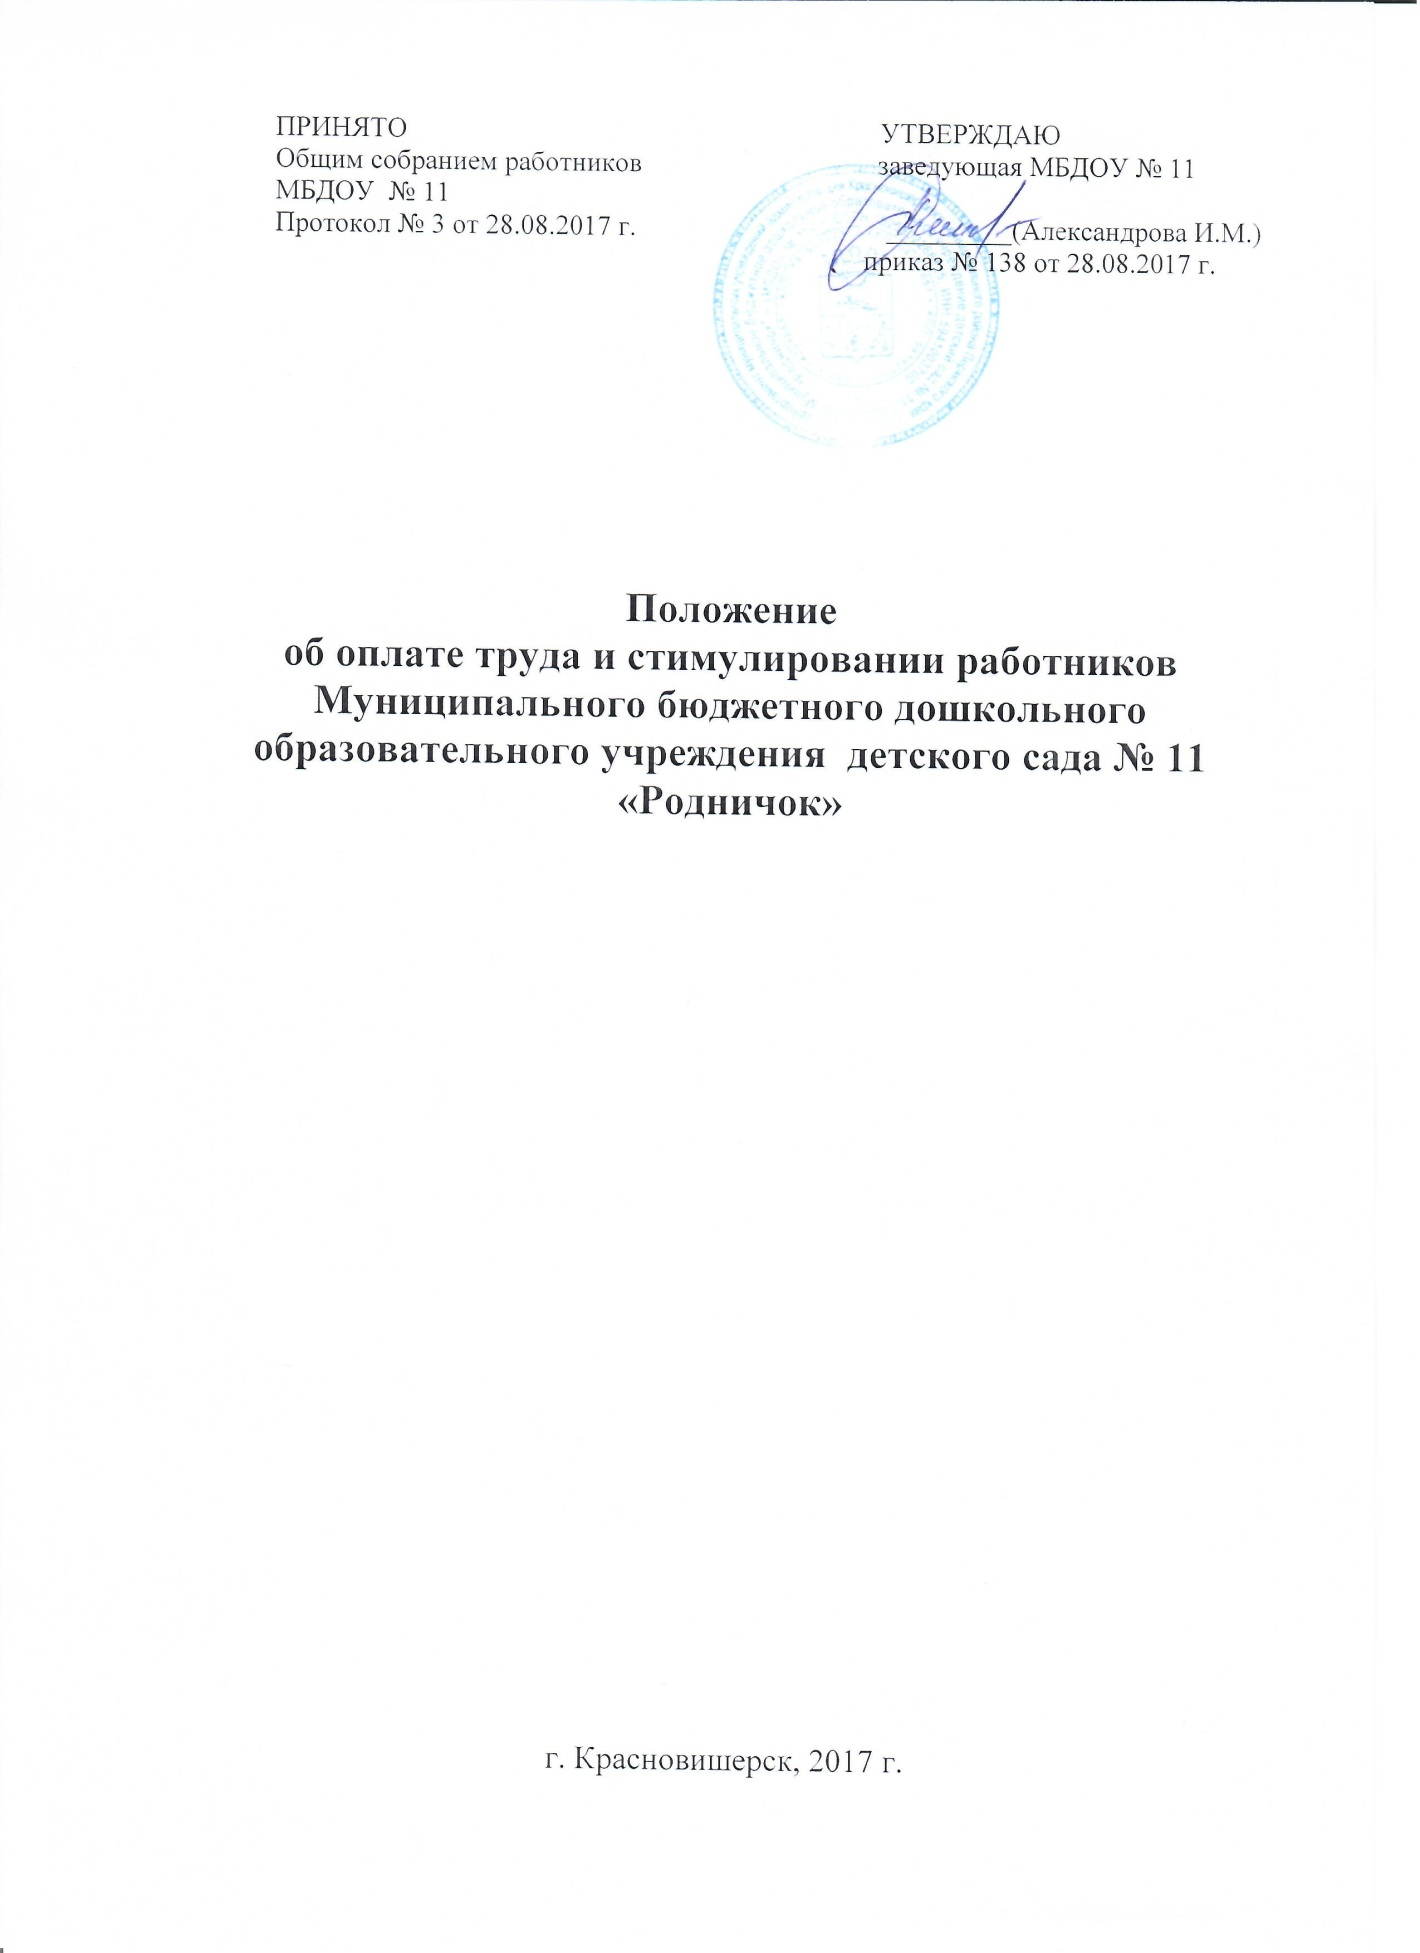 ПРИНЯТО
Общим собранием работников
МБДОУ № 11
Протокол № 3 от 28.08.2017 г.
УТВЕРЖДАЮ
заведующая МБДОУ № 11
_________(Александрова И.М.)
приказ № 138 от 28.08.2017 г.
Положение
об оплате труда и стимулировании работников
Муниципального бюджетного дошкольного
образовательного учреждения детского сада № 11
«Родничок»
г. Красновишерск, 2017 г.